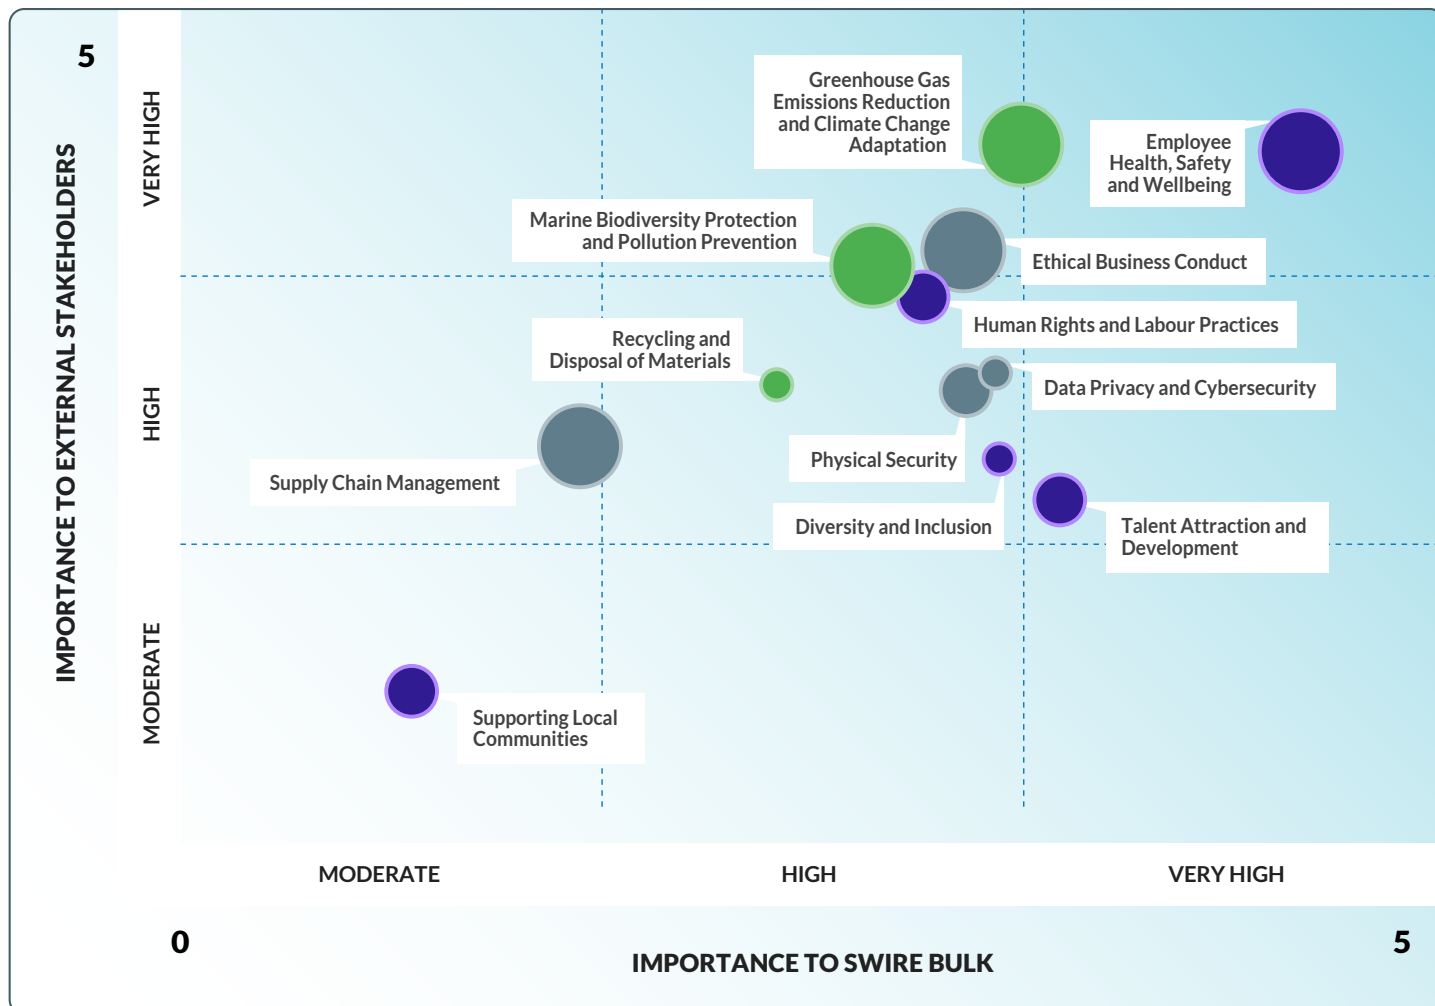 5
IMPORTANCE TO EXTERNAL STAKEHOLDERS
VERY HIGH
HIGH
MODERATE
Greenhouse Gas
Emissions Reduction
and Climate Change
Adaptation
Employee
Health, Safety
and Wellbeing
Marine Biodiversity Protection
and Pollution Prevention
Ethical Business Conduct
Human Rights and Labour Practices
Recycling and
Disposal of Materials
Data Privacy and Cybersecurity
Physical Security
Supply Chain Management
Diversity and Inclusion
Talent Attraction and
Development
Supporting Local
Communities
MODERATE
HIGH
VERY HIGH
0
5
IMPORTANCE TO SWIRE BULK